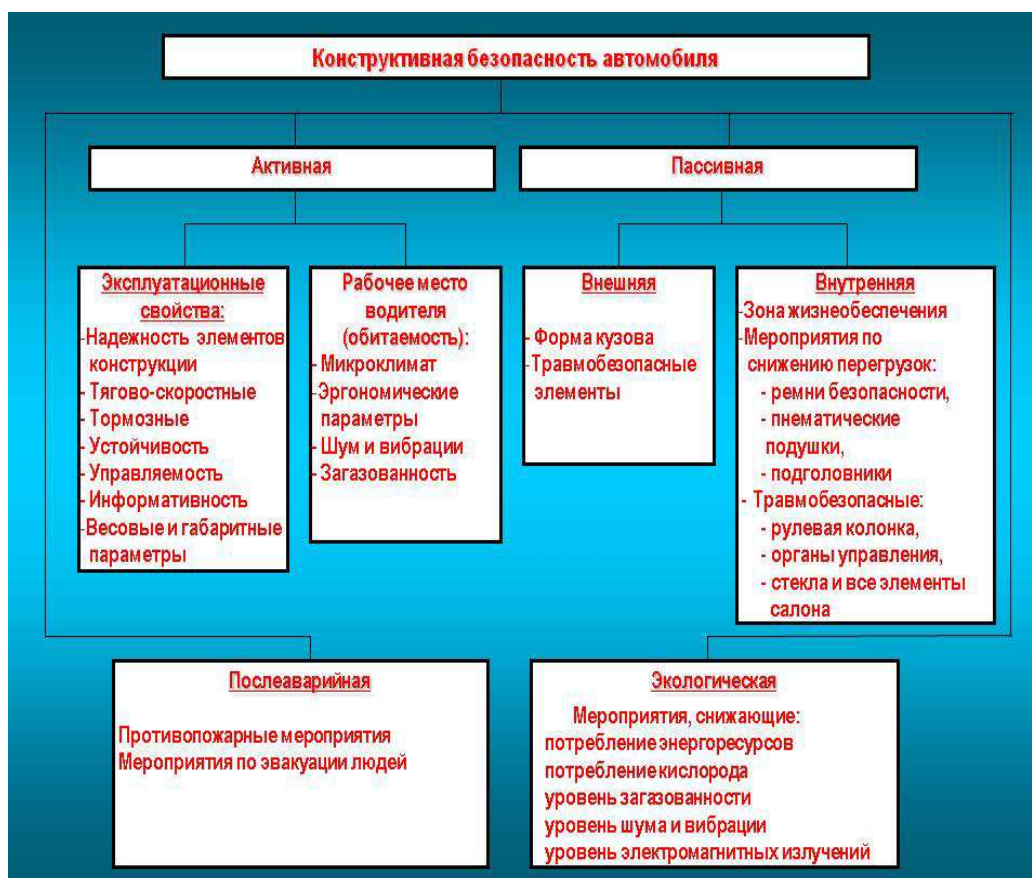 Конструктивная безопасность автомобиля
Активная
Пассивная
Эксплуатационные
свойства:
-Надежность элементов
конструкции
- Тягово-скоростные
- Тормозные
- Устойчивость
- Управляемость
- Информативность
-Весовые и габаритные
параметры
Рабочее место
водителя
(обитаемость):
- Микроклимат
-Эргономические
параметры
- Шум и вибрации
- Загазованность
Внешняя
- Форма кузова
-Травмобезопасные
элементы
Внутренняя
-Зона жизнеобеспечения
-Мероприятия по
снижению перегрузок:
- ремни безопасности,
- пнематические
подушки,
- подголовники
- Травмобезопасные:
- рулевая колонка,
- органы управления,
- стекла и все элементы
салона
Послеаварийная
Противопожарные мероприятия
Мероприятия по эвакуации людей
Экологическая
Мероприятия, снижающие:
потребление энергоресурсов
потребление кислорода
уровень загазованности
уровень шума и вибрации
уровень электромагнитных излучений